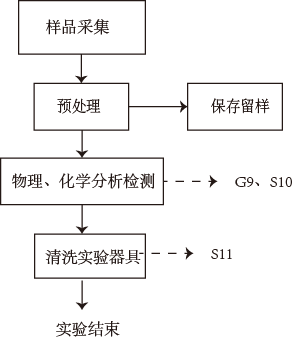 样品采集
预处理
保存留样
物理、化学分析检测
G9、S10
清洗实验器具
S11
实验结束